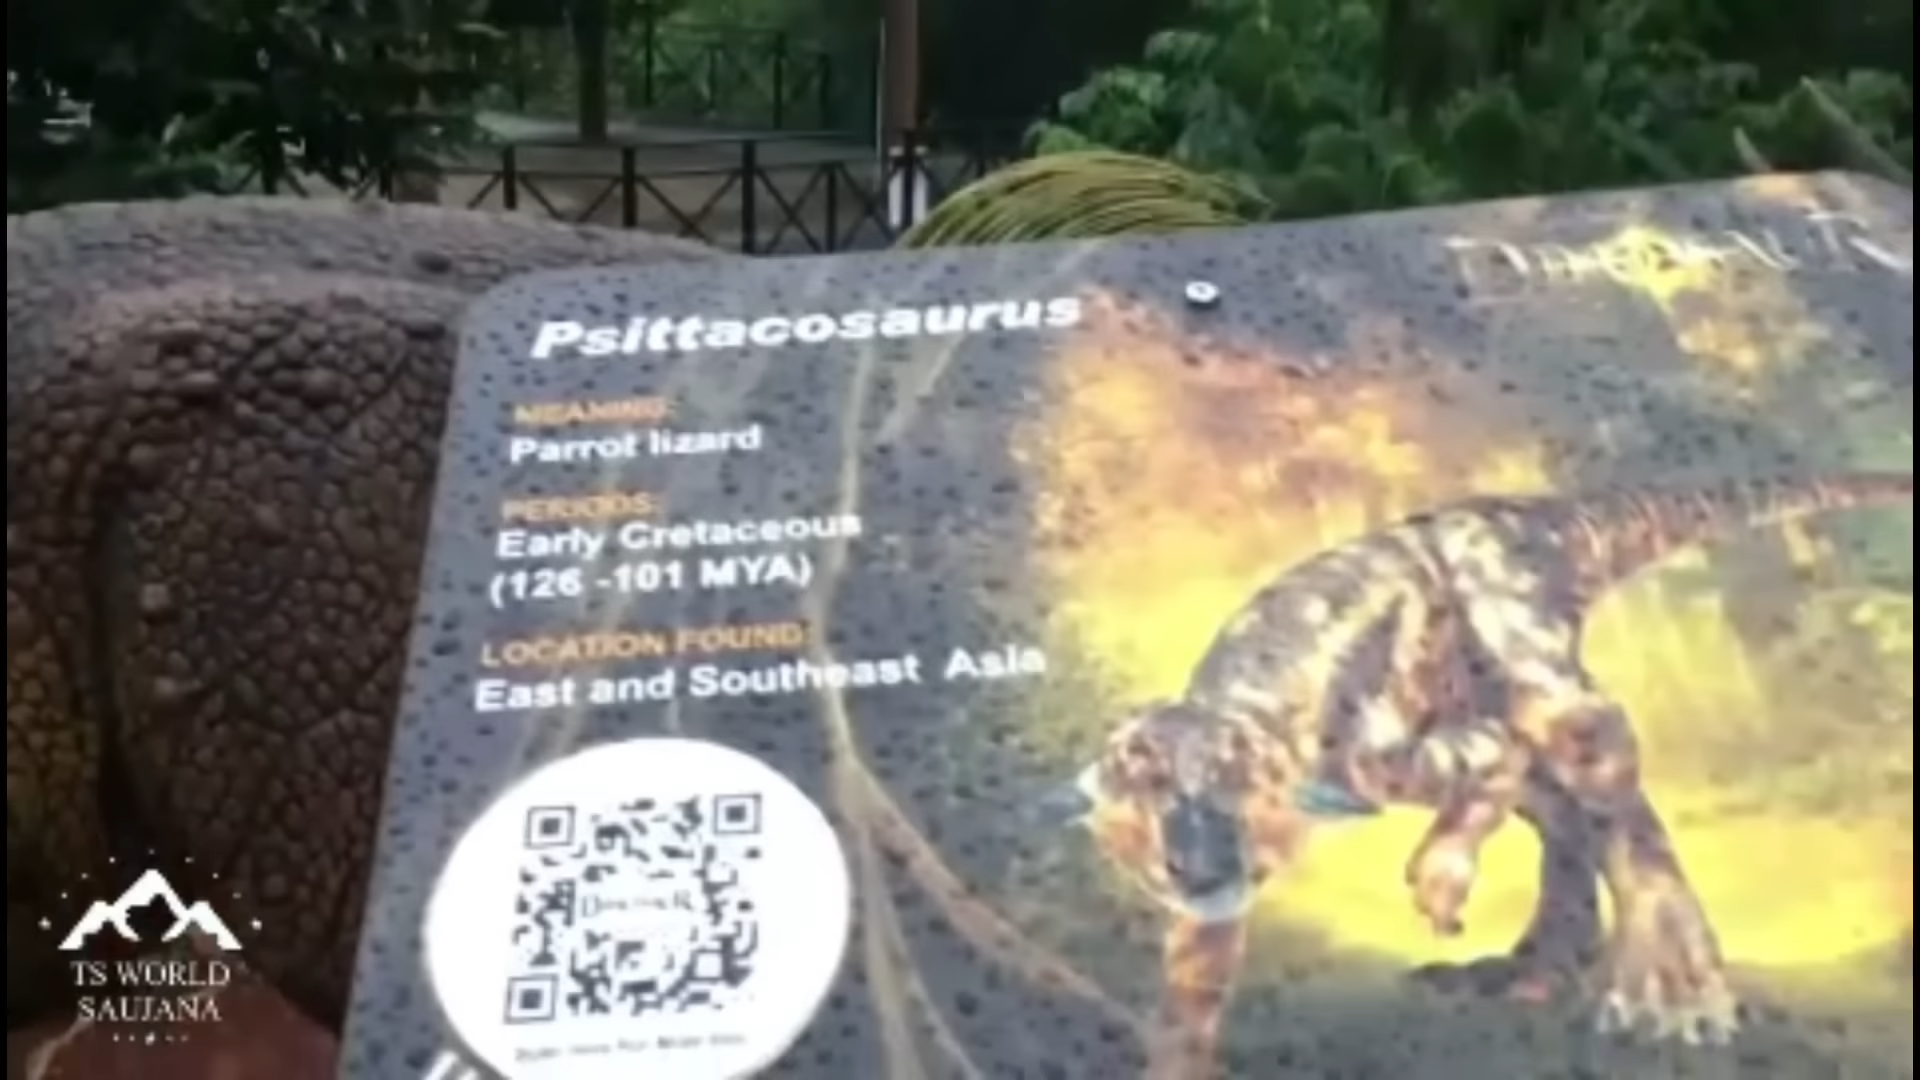 Psittacosaurus
MEANING:
Parrot lizard
PERIODS:
Early Cretaceous
(126 -101 MYA)
LOCATION FOUND:
East and Southeast Asia
TS WORLD
SAUJANA